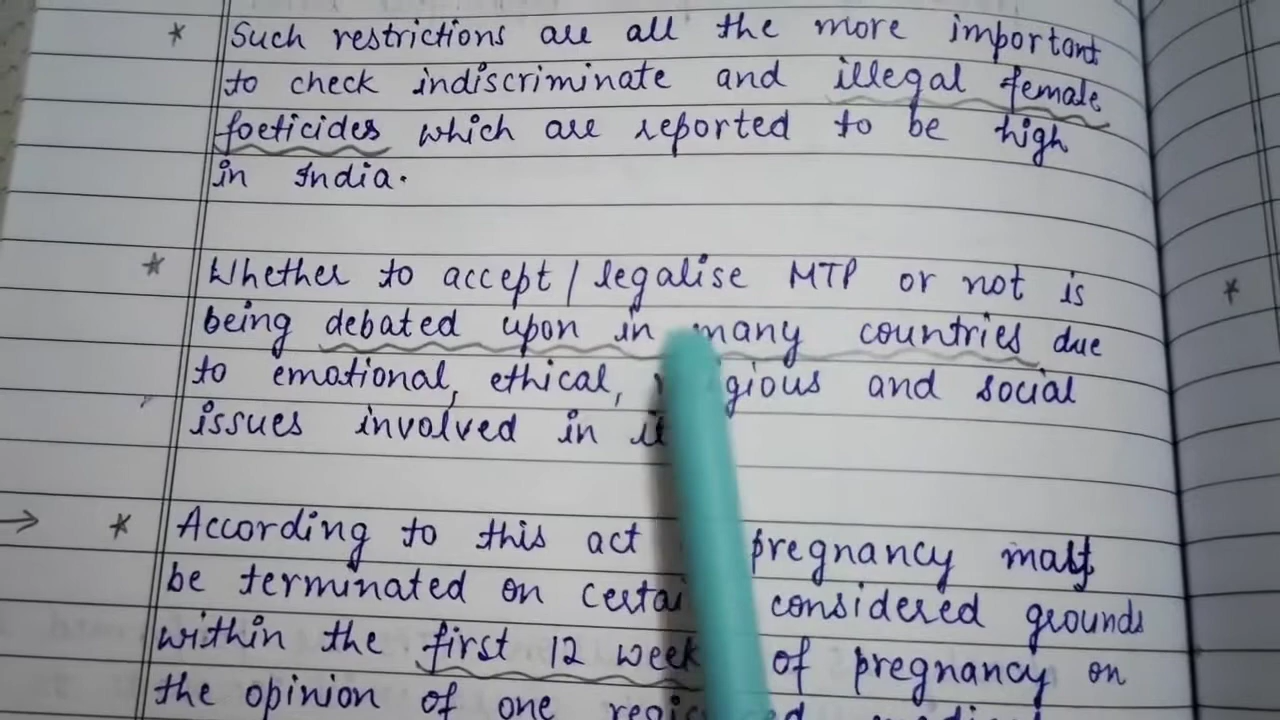 * Such restrictions are all the more important
to check indiscriminate and illegal female
foeticides which are reported to be high
in India.
* Whether to accept / legalise MTP or not is
being debated upon in many countries due
to emotional, ethical, religious and social
issues involved in it
→ * According to this act pregnancy may
be terminated on certain considered grounds
within the first 12 week of pregnancy on
the opinion of one
*